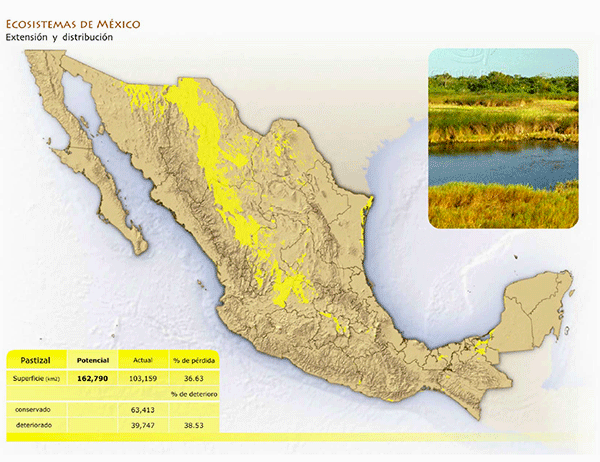 Ecosistemas de México
Extensión y distribución
Pastizal Potencial Actual % de pérdida
Superficie (km2) 162,790 103,159 36.63
% de deterioro
conservado 63,413
deteriorado 39,747 38.53